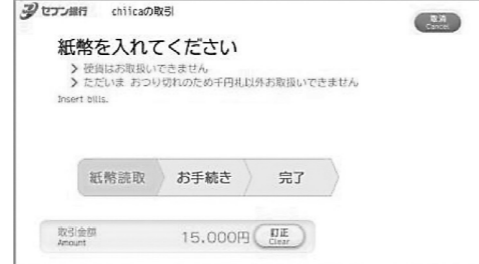 セブン銀行 chiicaの取引
取消
Cancel
紙幣を入れてください
> 硬貨はお取扱いできません
> ただいま おつり切れのため千円札以外お取扱いできません
Insert bills.
紙幣読取 お手続き 完了
取引金額
Amount
15.000円
訂正
Clear